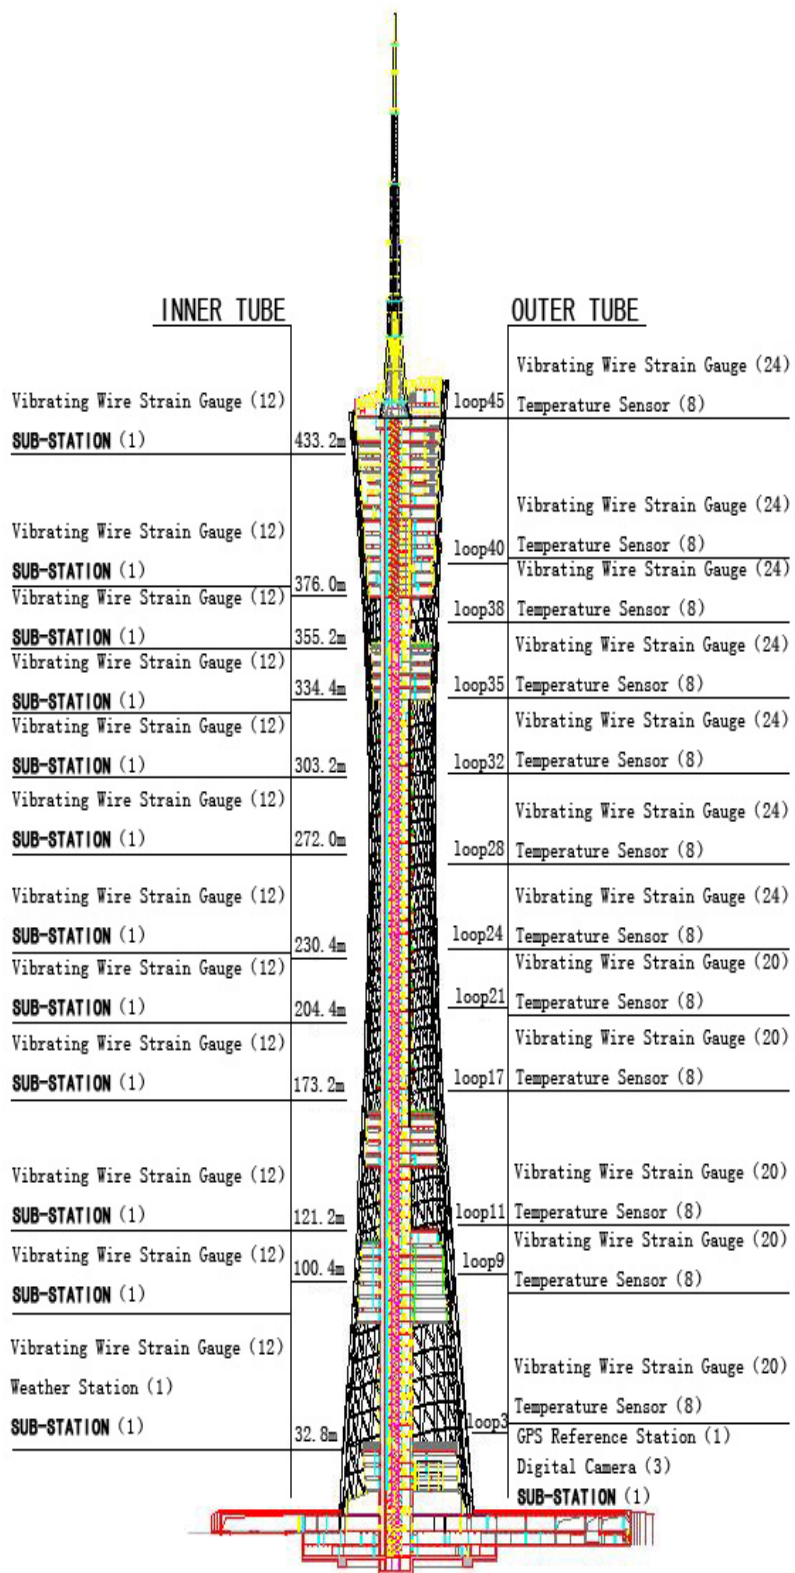 INNER TUBE
Vibrating Wire Strain Gauge (12)
SUB-STATION (1)
433.2m
Vibrating Wire Strain Gauge (12)
SUB-STATION (1)
376.0m
Vibrating Wire Strain Gauge (12)
SUB-STATION (1)
355.2m
Vibrating Wire Strain Gauge (12)
SUB-STATION (1)
334.4m
Vibrating Wire Strain Gauge (12)
SUB-STATION (1)
303.2m
Vibrating Wire Strain Gauge (12)
SUB-STATION (1)
272.0m
Vibrating Wire Strain Gauge (12)
SUB-STATION (1)
230.4m
Vibrating Wire Strain Gauge (12)
SUB-STATION (1)
204.4m
Vibrating Wire Strain Gauge (12)
SUB-STATION (1)
173.2m
Vibrating Wire Strain Gauge (12)
SUB-STATION (1)
121.2m
Vibrating Wire Strain Gauge (12)
100.4m
SUB-STATION (1)
Vibrating Wire Strain Gauge (12)
Weather Station (1)
SUB-STATION (1)
32.8m
OUTER TUBE
Vibrating Wire Strain Gauge (24)
loop45
Temperature Sensor (8)
Vibrating Wire Strain Gauge (24)
loop40
Temperature Sensor (8)
Vibrating Wire Strain Gauge (24)
loop38
Temperature Sensor (8)
Vibrating Wire Strain Gauge (24)
loop35
Temperature Sensor (8)
Vibrating Wire Strain Gauge (24)
loop32
Temperature Sensor (8)
Vibrating Wire Strain Gauge (24)
loop28
Temperature Sensor (8)
Vibrating Wire Strain Gauge (24)
loop24
Temperature Sensor (8)
Vibrating Wire Strain Gauge (20)
loop21
Temperature Sensor (8)
Vibrating Wire Strain Gauge (20)
loop17
Temperature Sensor (8)
Vibrating Wire Strain Gauge (20)
loop11
Temperature Sensor (8)
Vibrating Wire Strain Gauge (20)
loop9
Temperature Sensor (8)
Vibrating Wire Strain Gauge (20)
Temperature Sensor (8)
loop3
GPS Reference Station (1)
Digital Camera (3)
SUB-STATION (1)